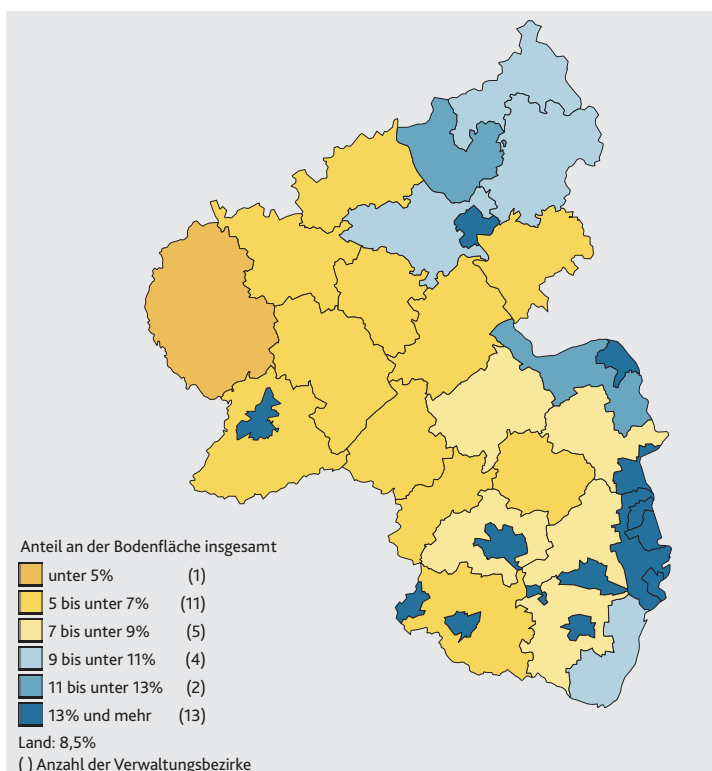 Anteil an der Bodenfläche insgesamt
unter 5% (1)
5 bis unter 7% (11)
7 bis unter 9% (5)
9 bis unter 11% (4)
11 bis unter 13% (2)
13% und mehr (13)
Land: 8,5%
( ) Anzahl der Verwaltungsbezirke